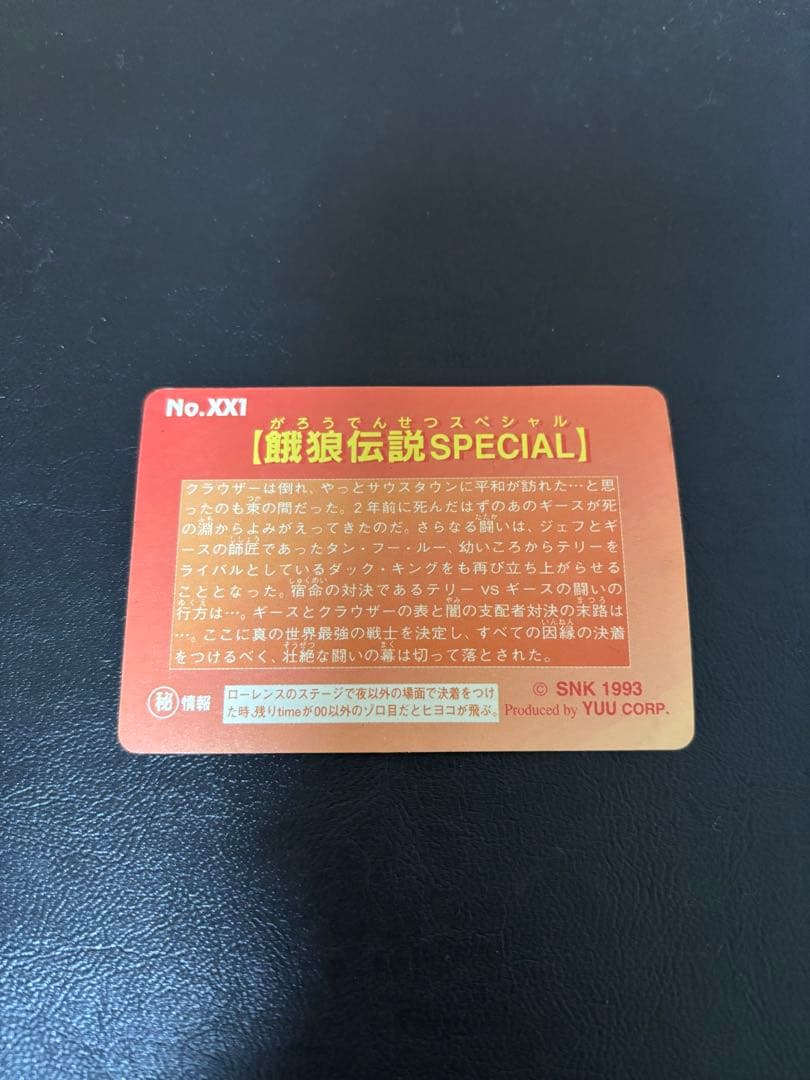 No.XX1
がろうでんせつスペシャル
【餓狼伝説SPECIAL】
クラウザーは倒れ、やっとサウスタウンに平和が訪れた…と思
ったのも束の間だった。2年前に死んだはずのあのギースが死
の淵からよみがえってきたのだ。さらなる闘いは、ジェフとギ
ースの師匠であったタン・フー・ルー、幼いころからテリーを
ライバルとしているダック・キングをも再び立ち上がらせる
こととなった。宿命の対決であるテリー vs ギースの闘いの
行方は…。ギースとクラウザーの表と闇の支配者対決の末路は
…。ここに真の世界最強の戦士を決定し、すべての因縁の決着
をつけるべく、壮絶な闘いの幕は切って落とされた。
㊙情報
ローレンスのステージで夜以外の場面で決着をつけ
た時、残りtimeが00以外のゾロ目だとヒヨコが飛ぶ。
© SNK 1993
Produced by YUU CORP.